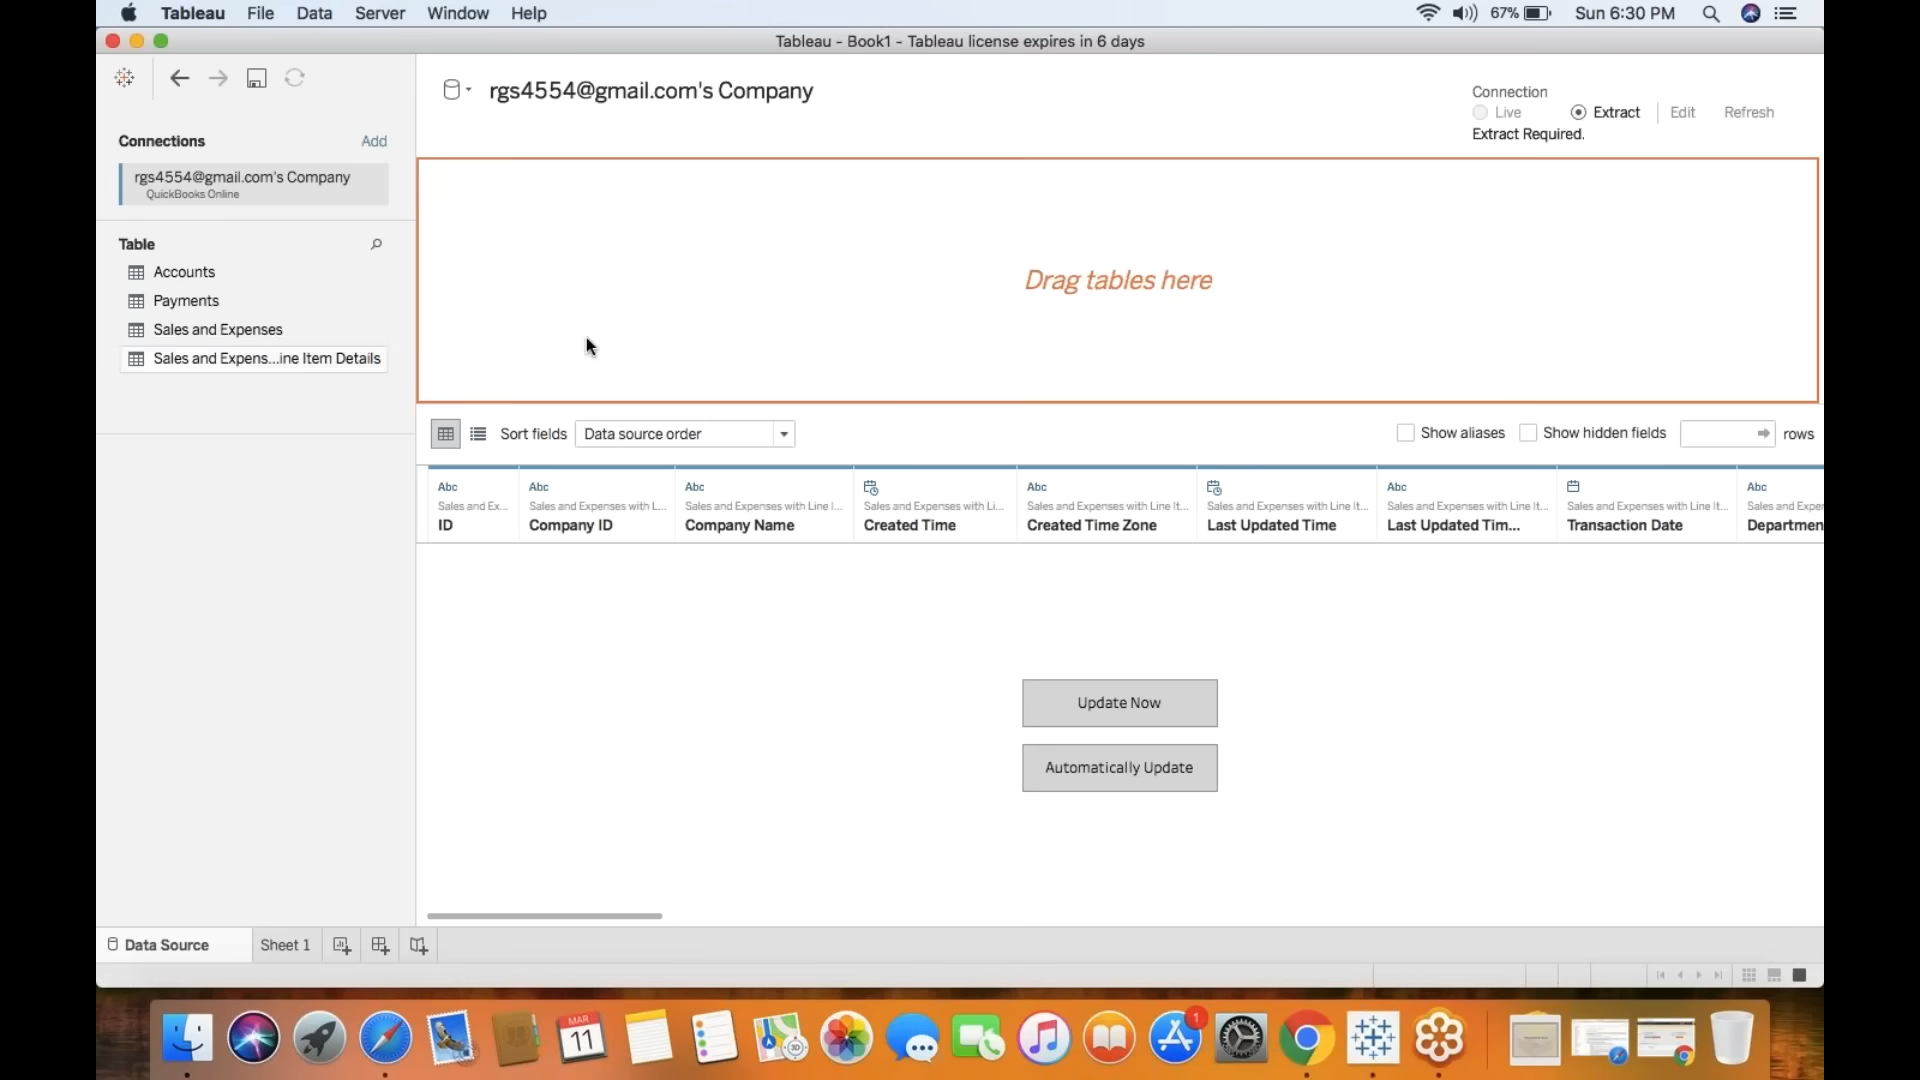 Tableau File Data Server Window Help 67% Sun 6:30 PM
Tableau - Book1 - Tableau license expires in 6 days
rgs4554@gmail.com's Company
Connection
Live Extract Edit Refresh
Extract Required.
Connections Add
rgs4554@gmail.com's Company
QuickBooks Online
Table
Accounts
Payments
Sales and Expenses
Sales and Expens...ine Item Details
Drag tables here
Sort fields Data source order Show aliases Show hidden fields rows
Abc Abc Abc Abc Abc Abc
Sales and Ex... Sales and Expenses with L... Sales and Expenses with Line I... Sales and Expenses with Li... Sales and Expenses with Line It... Sales and Expenses with Line It... Sales and Expenses with Line It... Sales and Expenses with Line It... Sales and Expe
ID Company ID Company Name Created Time Created Time Zone Last Updated Time Last Updated Tim... Transaction Date Departmen
Update Now
Automatically Update
Data Source Sheet 1
MAR
11
3D
1